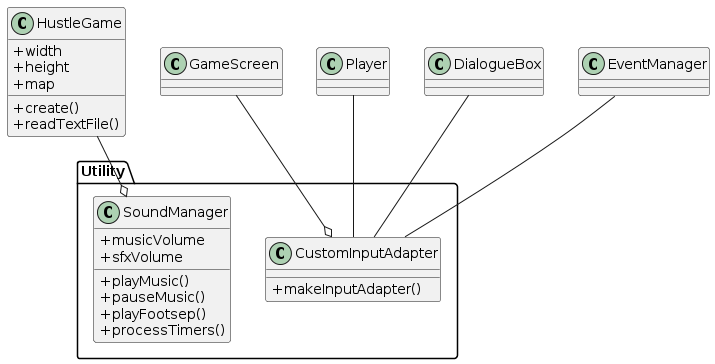 C HustleGame
+ width
+ height
+ map
+ create()
+ readTextFile()
C GameScreen
C Player
C DialogueBox
C EventManager
Utility
C SoundManager
+ musicVolume
+ sfxVolume
+ playMusic()
+ pauseMusic()
+ playFootsep()
+ processTimers()
C CustomInputAdapter
+ makeInputAdapter()